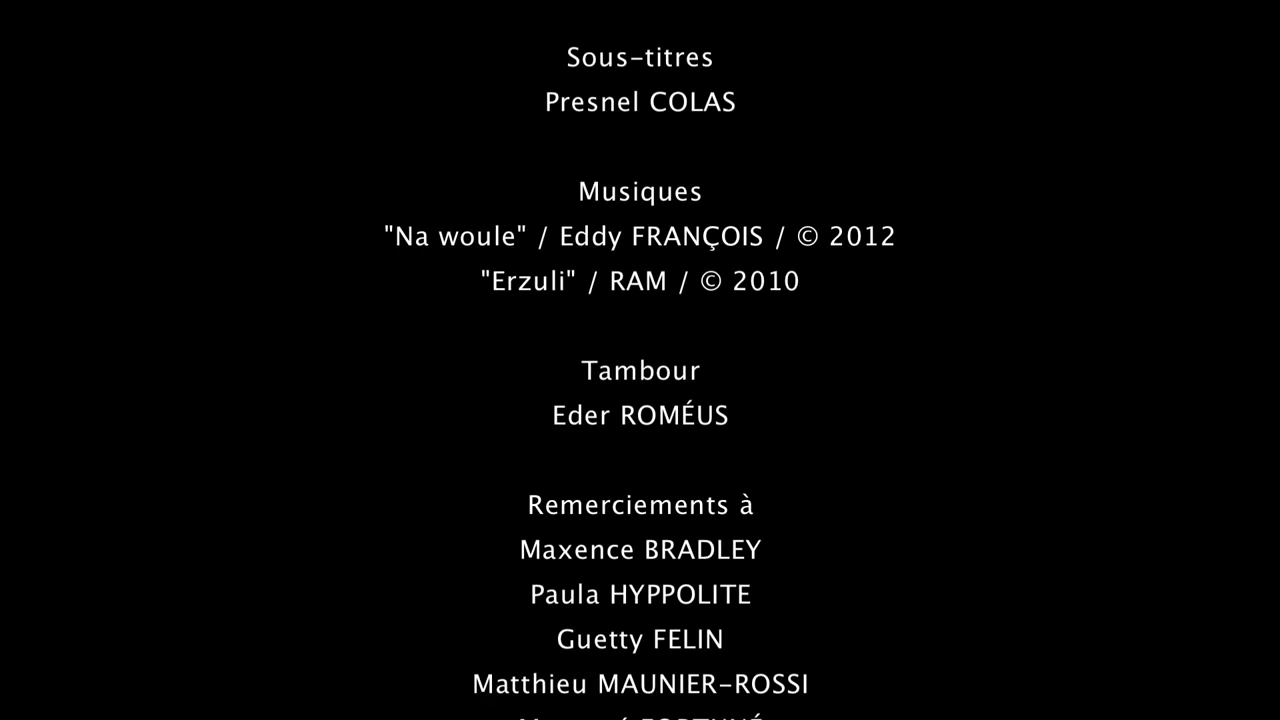 Sous-titres
Presnel COLAS
Musiques
"Na woule" / Eddy FRANÇOIS / © 2012
"Erzuli" / RAM / © 2010
Tambour
Eder ROMÉUS
Remerciements à
Maxence BRADLEY
Paula HYPPOLITE
Guetty FELIN
Matthieu MAUNIER-ROSSI